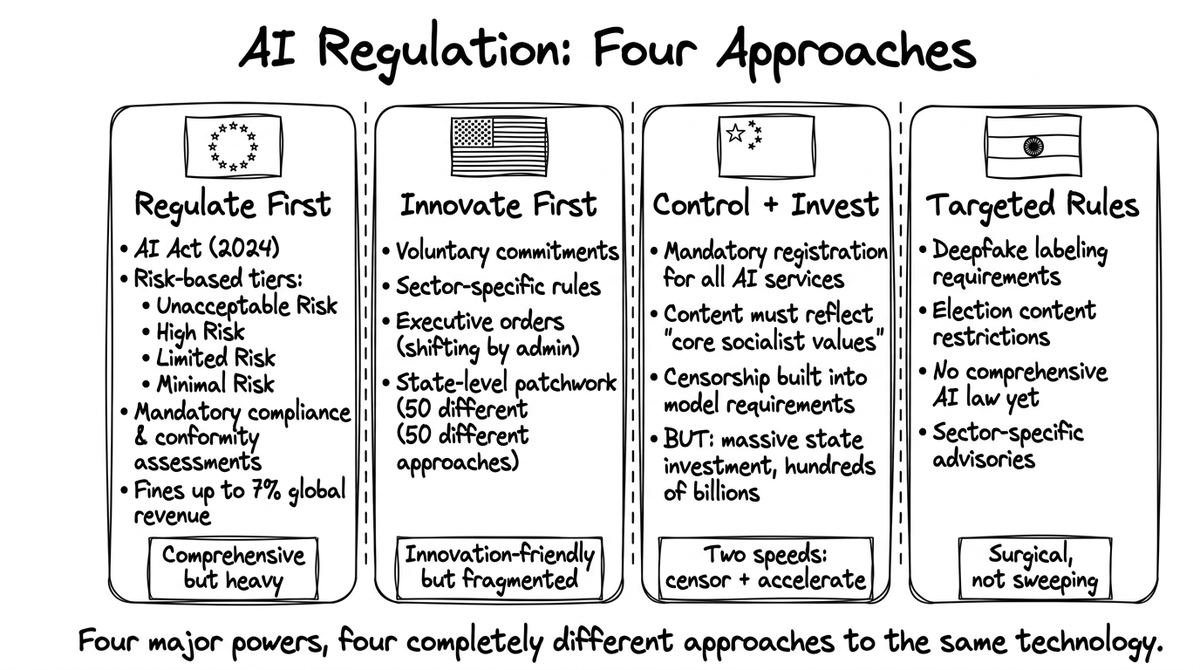 AI Regulation: Four Approaches
Regulate First
• AI Act (2024)
• Risk-based tiers:
• Unacceptable Risk
• High Risk
• Limited Risk
• Minimal Risk
• Mandatory compliance
& conformity
assessments
• Fines up to 7% global
revenue
Comprehensive
but heavy
Innovate First
• Voluntary commitments
• Sector-specific rules
• Executive orders
(shifting by admin)
• State-level patchwork
(50 different
(50 different
approaches)
Innovation-friendly
but fragmented
Control + Invest
• Mandatory registration
for all AI services
• Content must reflect
"core socialist values"
• Censorship built into
model requirements
• BUT: massive state
investment, hundreds
of billions
Two speeds:
censor + accelerate
Targeted Rules
• Deepfake labeling
requirements
• Election content
restrictions
• No comprehensive
AI law yet
• Sector-specific
advisories
Surgical,
not sweeping
Four major powers, four completely different approaches to the same technology.